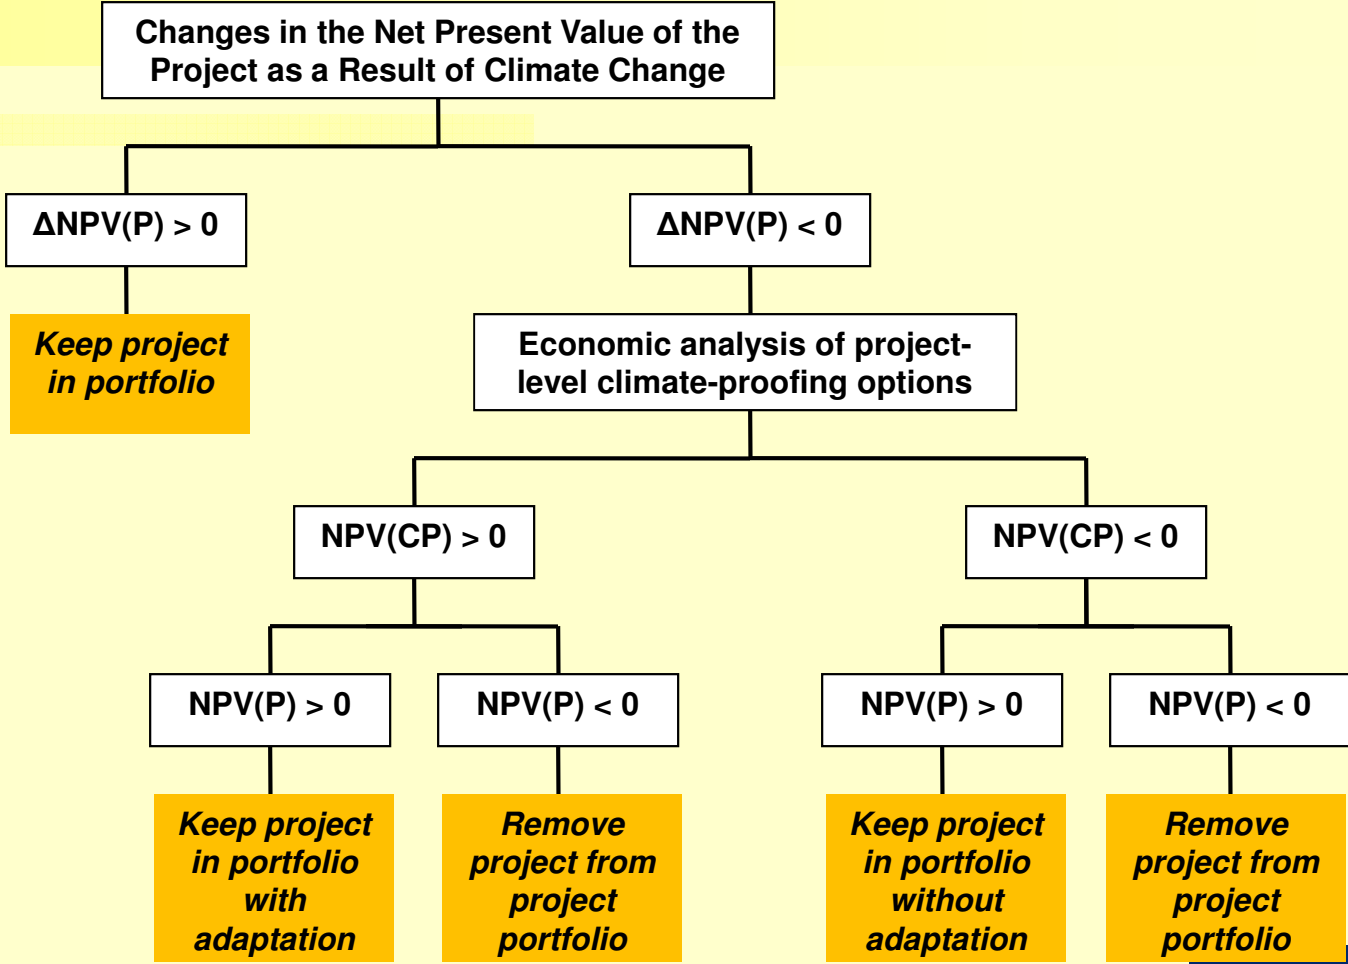 Changes in the Net Present Value of the
Project as a Result of Climate Change
ΔNPV(P) > 0
ΔNPV(P) < 0
Keep project
in portfolio
Economic analysis of project-
level climate-proofing options
NPV(CP) > 0
NPV(CP) < 0
NPV(P) > 0
NPV(P) < 0
NPV(P) > 0
NPV(P) < 0
Keep project
in portfolio
with
adaptation
Remove
project from
project
portfolio
Keep project
in portfolio
without
adaptation
Remove
project from
project
portfolio